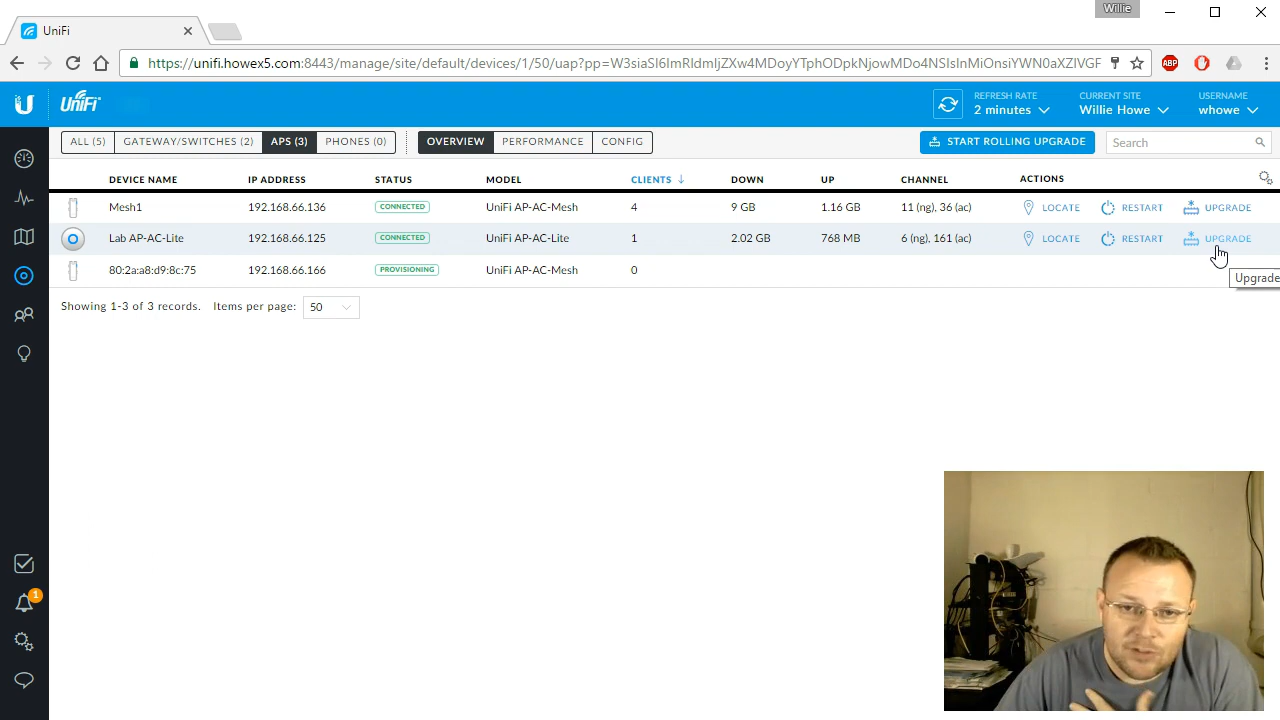 Willie
UniFi
https://unifi.howex5.com:8443/manage/site/default/devices/1/50/uap?pp=W3siaSI6ImRldmljZXw4MDoyYTphODpkNjowMDo4NSIsInMiOnsiYWN0aXZlVGF
ABP
U UniFi REFRESH RATE CURRENT SITE USERNAME
2 minutes Willie Howe whowe
ALL (5) GATEWAY/SWITCHES (2) APS (3) PHONES (0) OVERVIEW PERFORMANCE CONFIG START ROLLING UPGRADE Search
DEVICE NAME IP ADDRESS STATUS MODEL CLIENTS ↓ DOWN UP CHANNEL ACTIONS
Mesh1 192.168.66.136 CONNECTED UniFi AP-AC-Mesh 4 9 GB 1.16 GB 11 (ng), 36 (ac) LOCATE RESTART UPGRADE
Lab AP-AC-Lite 192.168.66.125 CONNECTED UniFi AP-AC-Lite 1 2.02 GB 768 MB 6 (ng), 161 (ac) LOCATE RESTART UPGRADE
80:2a:a8:d9:8c:75 192.168.66.166 PROVISIONING UniFi AP-AC-Mesh 0
Upgrade
Showing 1-3 of 3 records. Items per page: 50
1